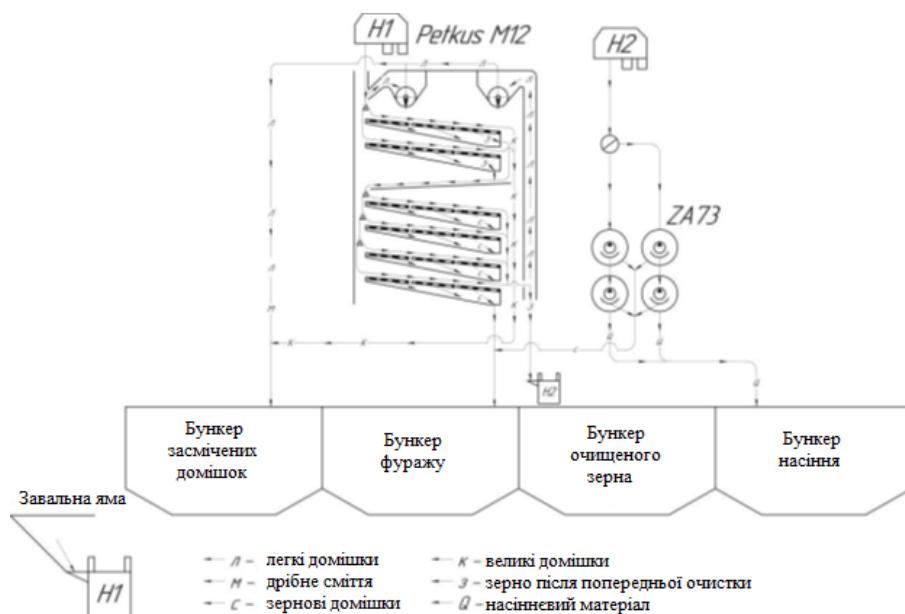 H1
Petkus M12
H2
ZA73
H2
Бункер
засмічених
домішок
Бункер
фуражу
Бункер
очищеного
зерна
Бункер
насіння
Завальна яма
H1
Л – легкі домішки
М – дрібне сміття
С – зернові домішки
К – великі домішки
З – зерно після попередньої очистки
Q – насіннєвий матеріал